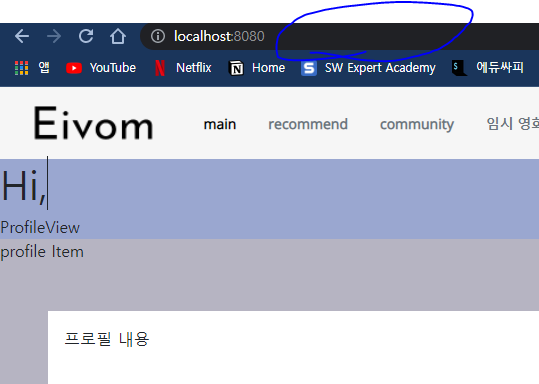 localhost:8080
앱 YouTube Netflix Home SW Expert Academy 에듀싸피
Eivom main recommend community 임시 영화
Hi,
ProfileView
profile Item
프로필 내용